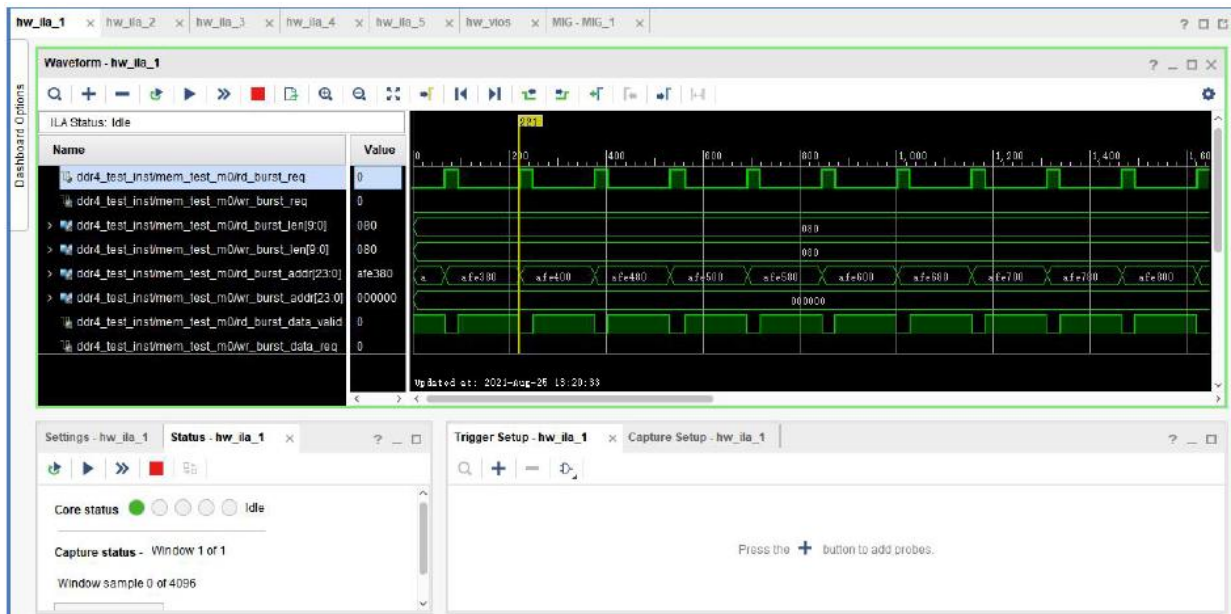 hw_ila_1 hw_ila_2 hw_ila_3 hw_ila_4 hw_ila_5 hw_vios MIG - MIG_1 ?
Dashboard Options
Waveform - hw_ila_1 ?
ILA Status: Idle
221
Name Value 0 200 400 600 800 1,000 1,200 1,400 1,60
ddr4_test_inst/mem_test_m0/rd_burst_req 0
ddr4_test_inst/mem_test_m0/wr_burst_req 0
ddr4_test_inst/mem_test_m0/rd_burst_len[9:0] 080 080
ddr4_test_inst/mem_test_m0/wr_burst_len[9:0] 080 080
ddr4_test_inst/mem_test_m0/rd_burst_addr[23:0] afe380 a afe380 afe400 afe480 afe500 afe580 afe600 afe680 afe700 afe780 afe800
ddr4_test_inst/mem_test_m0/wr_burst_addr[23:0] 000000 000000
ddr4_test_inst/mem_test_m0/rd_burst_data_valid 0
ddr4_test_inst/mem_test_m0/wr_burst_data_req 0
Updated at: 2021-Aug-25 13:20:33
Settings - hw_ila_1 Status - hw_ila_1 ?
Trigger Setup - hw_ila_1 Capture Setup - hw_ila_1 ?
Core status Idle
Capture status - Window 1 of 1
Window sample 0 of 4096
Press the + button to add probes.